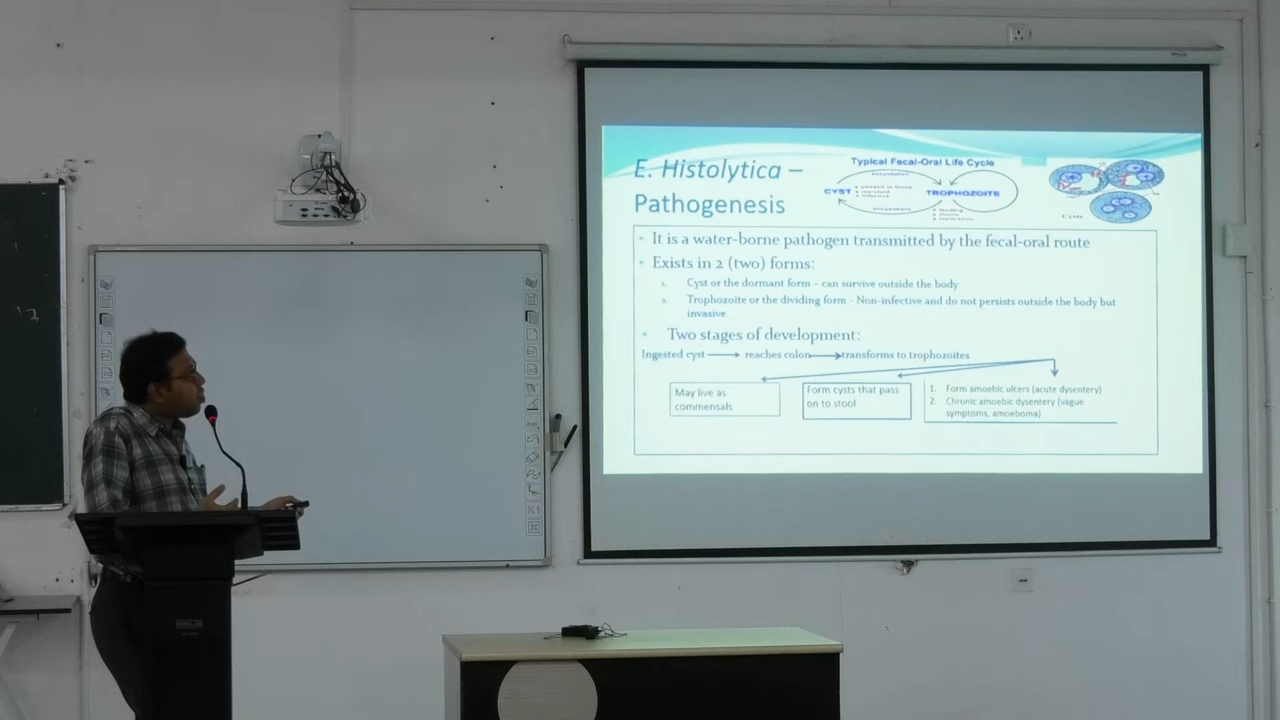 E. Histolytica –
Pathogenesis
Typical Fecal-Oral Life Cycle
encystation
CYST
TROPHOZOITE
Cysts
It is a water-borne pathogen transmitted by the fecal-oral route
Exists in 2 (two) forms:
1. Cyst or the dormant form – can survive outside the body
2. Trophozoite or the dividing form - Non-infective and do not persists outside the body but
invasive
Two stages of development:
Ingested cyst reaches colon transforms to trophozoites
May live as
commensals
Form cysts that pass
on to stool
1. Form amoebic ulcers (acute dysentery)
2. Chronic amoebic dysentery (vague
symptoms, amoeboma)